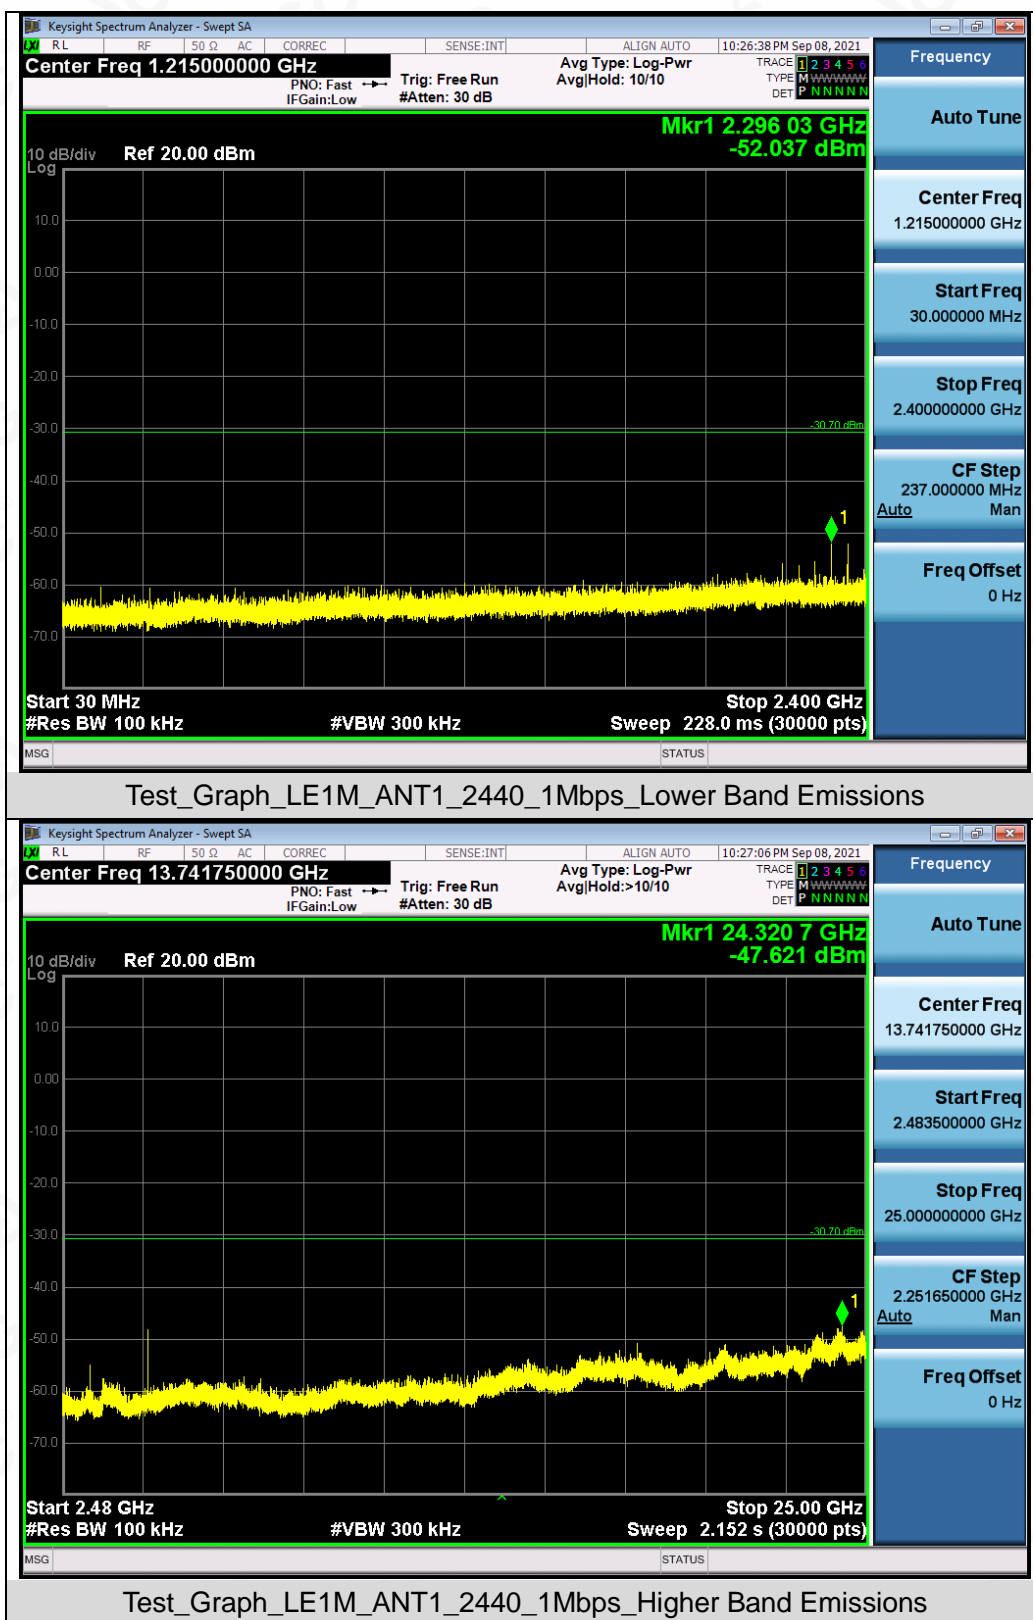 Keysight Spectrum Analyzer - Swept SA
LXI RL RF 50 Ω AC CORREC SENSE:INT ALIGN AUTO 10:26:38 PM Sep 08, 2021
Center Freq 1.215000000 GHz
PNO: Fast
IFGain:Low
Trig: Free Run
#Atten: 30 dB
Avg Type: Log-Pwr
Avg|Hold: 10/10
TRACE 1 2 3 4 5 6
TYPE M W W W W W
DET P N N N N N
Mkr1 2.296 03 GHz
-52.037 dBm
10 dB/div Ref 20.00 dBm
Log
10.0
0.00
-10.0
-20.0
-30.0
-30.70 dBm
-40.0
-50.0
1
-60.0
-70.0
Start 30 MHz Stop 2.400 GHz
#Res BW 100 kHz #VBW 300 kHz Sweep 228.0 ms (30000 pts)
MSG STATUS
Frequency
Auto Tune
Center Freq
1.215000000 GHz
Start Freq
30.000000 MHz
Stop Freq
2.400000000 GHz
CF Step
237.000000 MHz
Auto Man
Freq Offset
0 Hz
Test_Graph_LE1M_ANT1_2440_1Mbps_Lower Band Emissions
Keysight Spectrum Analyzer - Swept SA
LXI RL RF 50 Ω AC CORREC SENSE:INT ALIGN AUTO 10:27:06 PM Sep 08, 2021
Center Freq 13.741750000 GHz
PNO: Fast
IFGain:Low
Trig: Free Run
#Atten: 30 dB
Avg Type: Log-Pwr
Avg|Hold:>10/10
TRACE 1 2 3 4 5 6
TYPE M W W W W W
DET P N N N N N
Mkr1 24.320 7 GHz
-47.621 dBm
10 dB/div Ref 20.00 dBm
Log
10.0
0.00
-10.0
-20.0
-30.0
-30.70 dBm
-40.0
1
-50.0
-60.0
-70.0
Start 2.48 GHz Stop 25.00 GHz
#Res BW 100 kHz #VBW 300 kHz Sweep 2.152 s (30000 pts)
MSG STATUS
Frequency
Auto Tune
Center Freq
13.741750000 GHz
Start Freq
2.483500000 GHz
Stop Freq
25.000000000 GHz
CF Step
2.251650000 GHz
Auto Man
Freq Offset
0 Hz
Test_Graph_LE1M_ANT1_2440_1Mbps_Higher Band Emissions